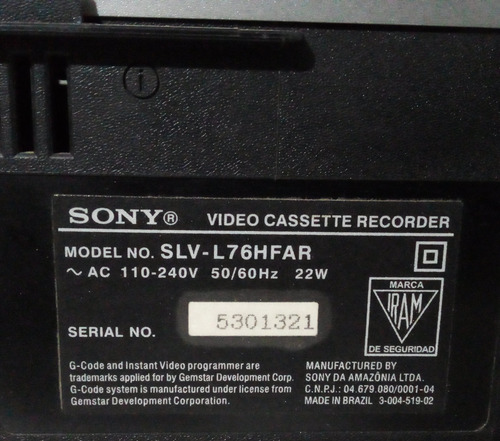 i
SONY® VIDEO CASSETTE RECORDER
MODEL NO. SLV-L76HFAR
~ AC 110-240V 50/60Hz 22W
SERIAL NO. 5301321
MARCA
IRAM
DE SEGURIDAD
G-Code and Instant Video programmer are
trademarks applied for by Gemstar Development Corp.
G-Code system is manufactured under license from
Gemstar Development Corporation.
MANUFACTURED BY
SONY DA AMAZÔNIA LTDA.
C.N.P.J.: 04.679.080/0001-04
MADE IN BRAZIL 3-004-519-02